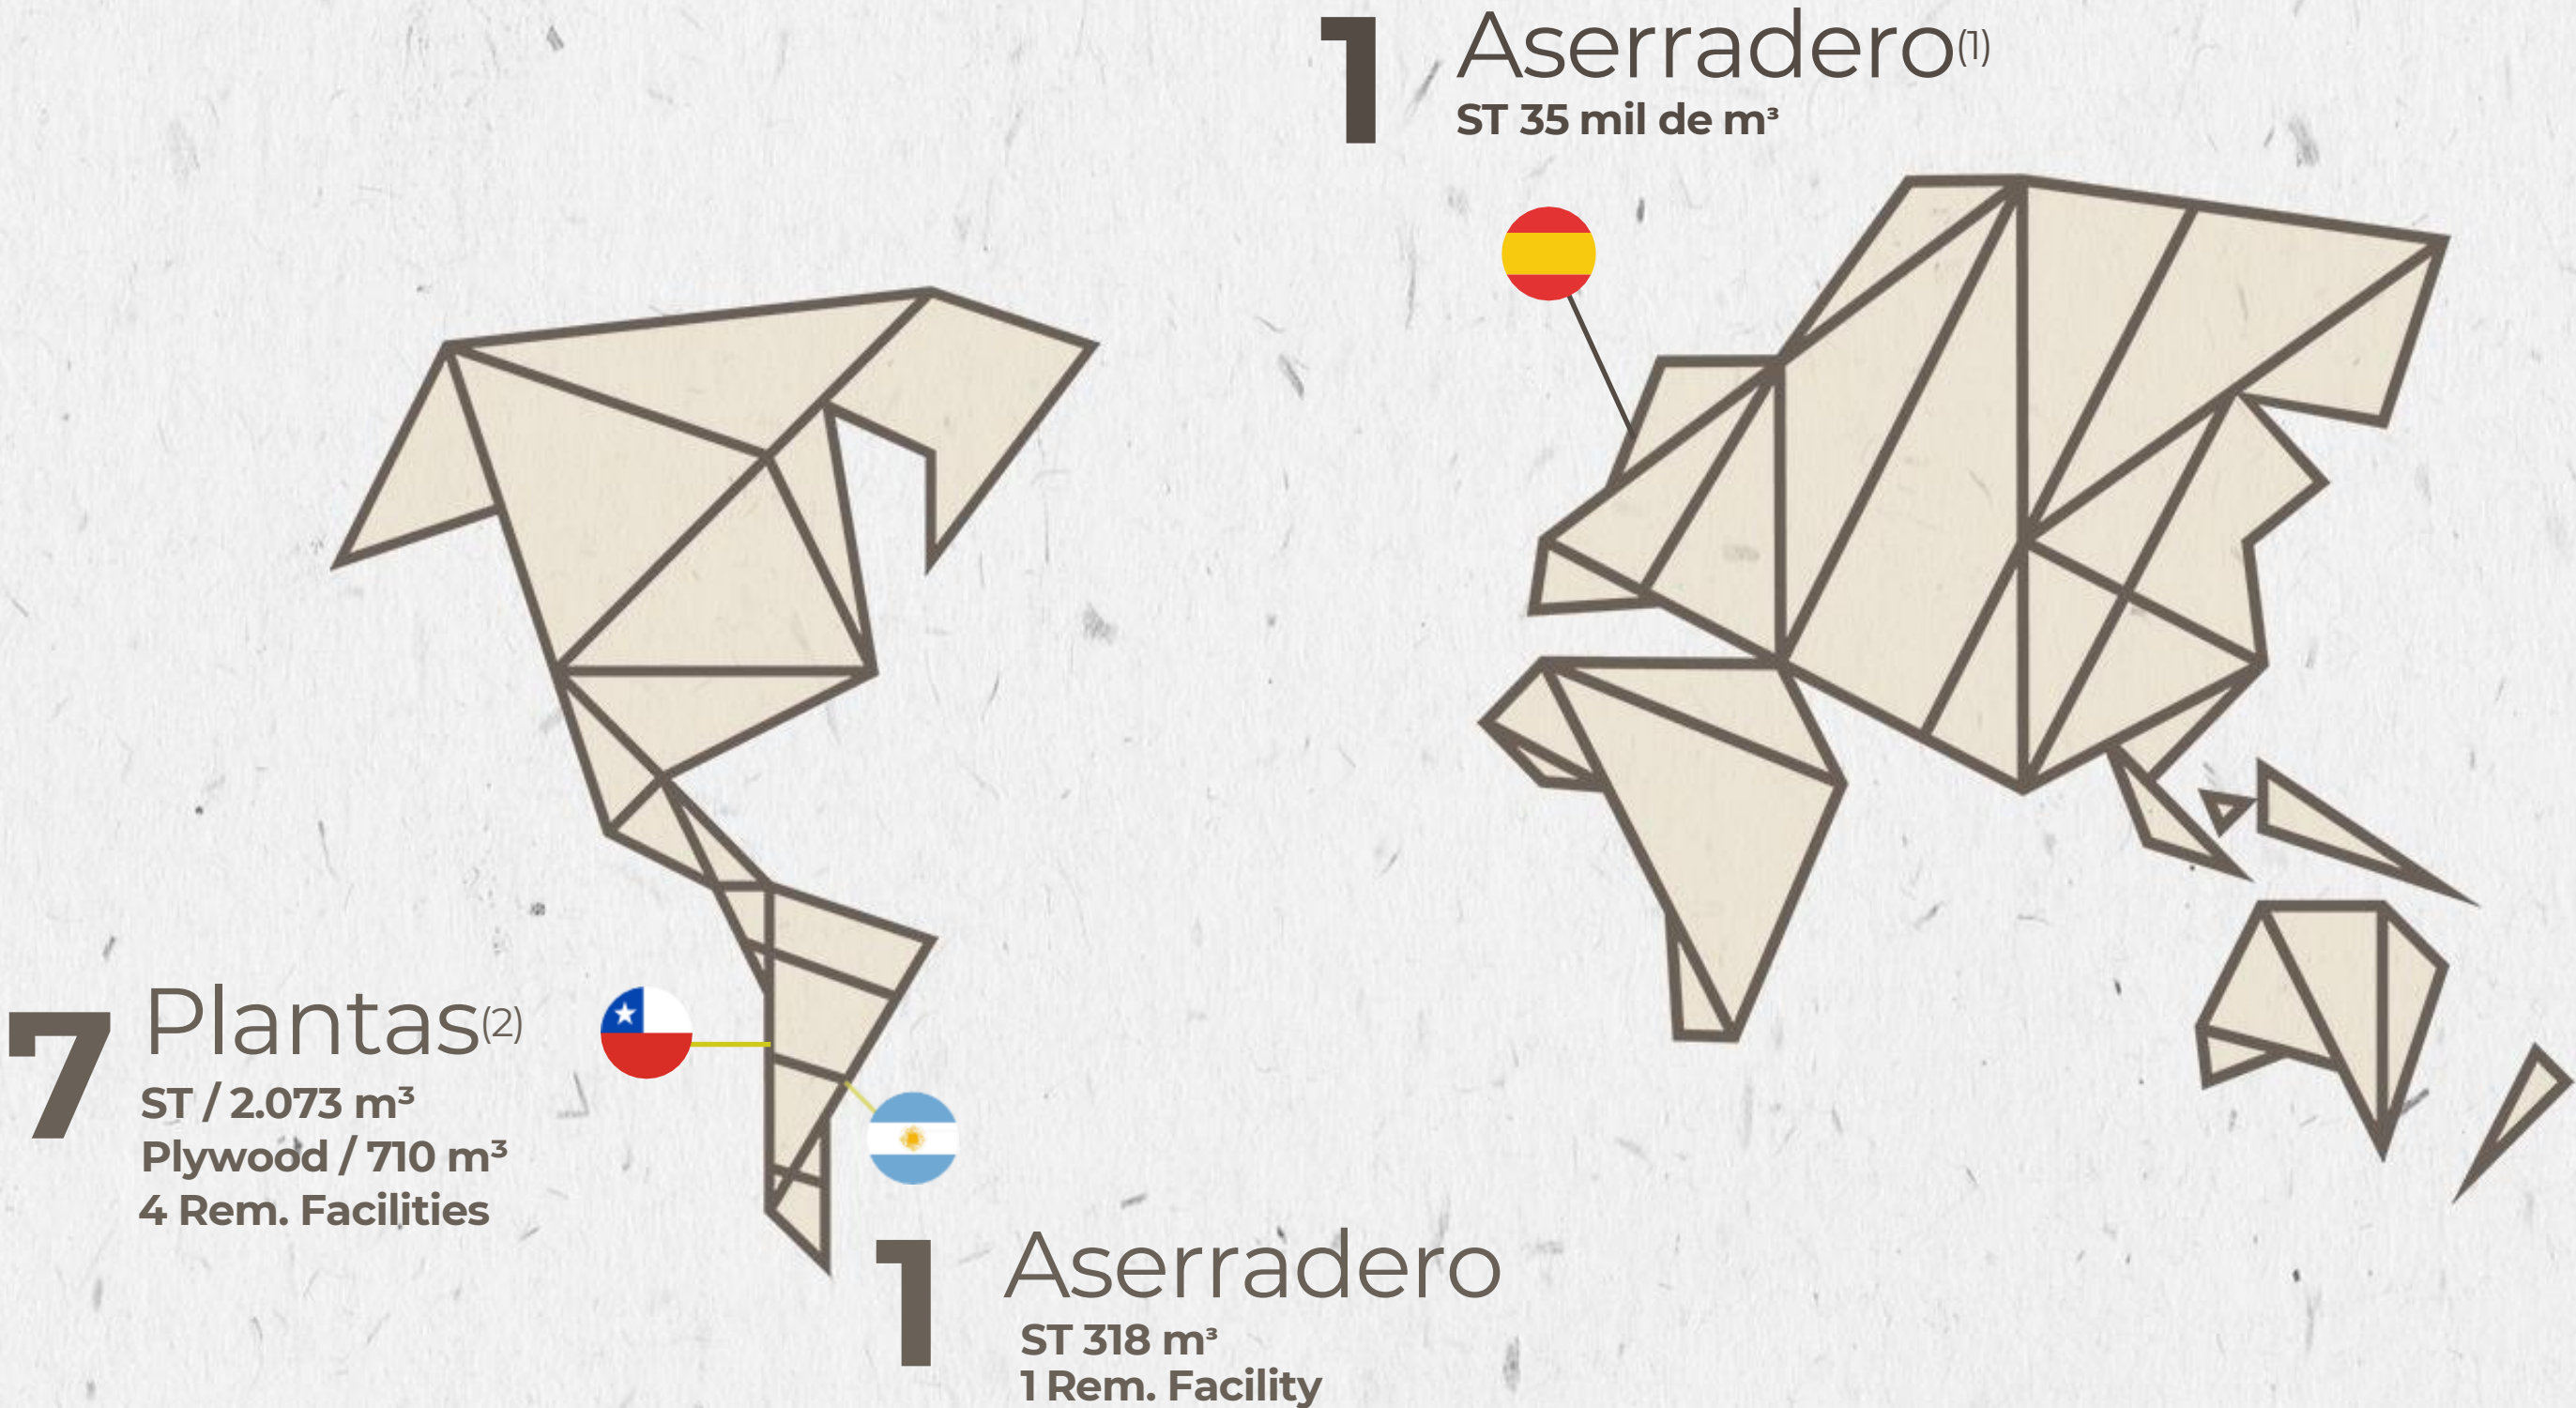 1 Aserradero(1)
ST 35 mil de m³
7 Plantas(2)
ST / 2.073 m³
Plywood / 710 m³
4 Rem. Facilities
1 Aserradero
ST 318 m³
1 Rem. Facility